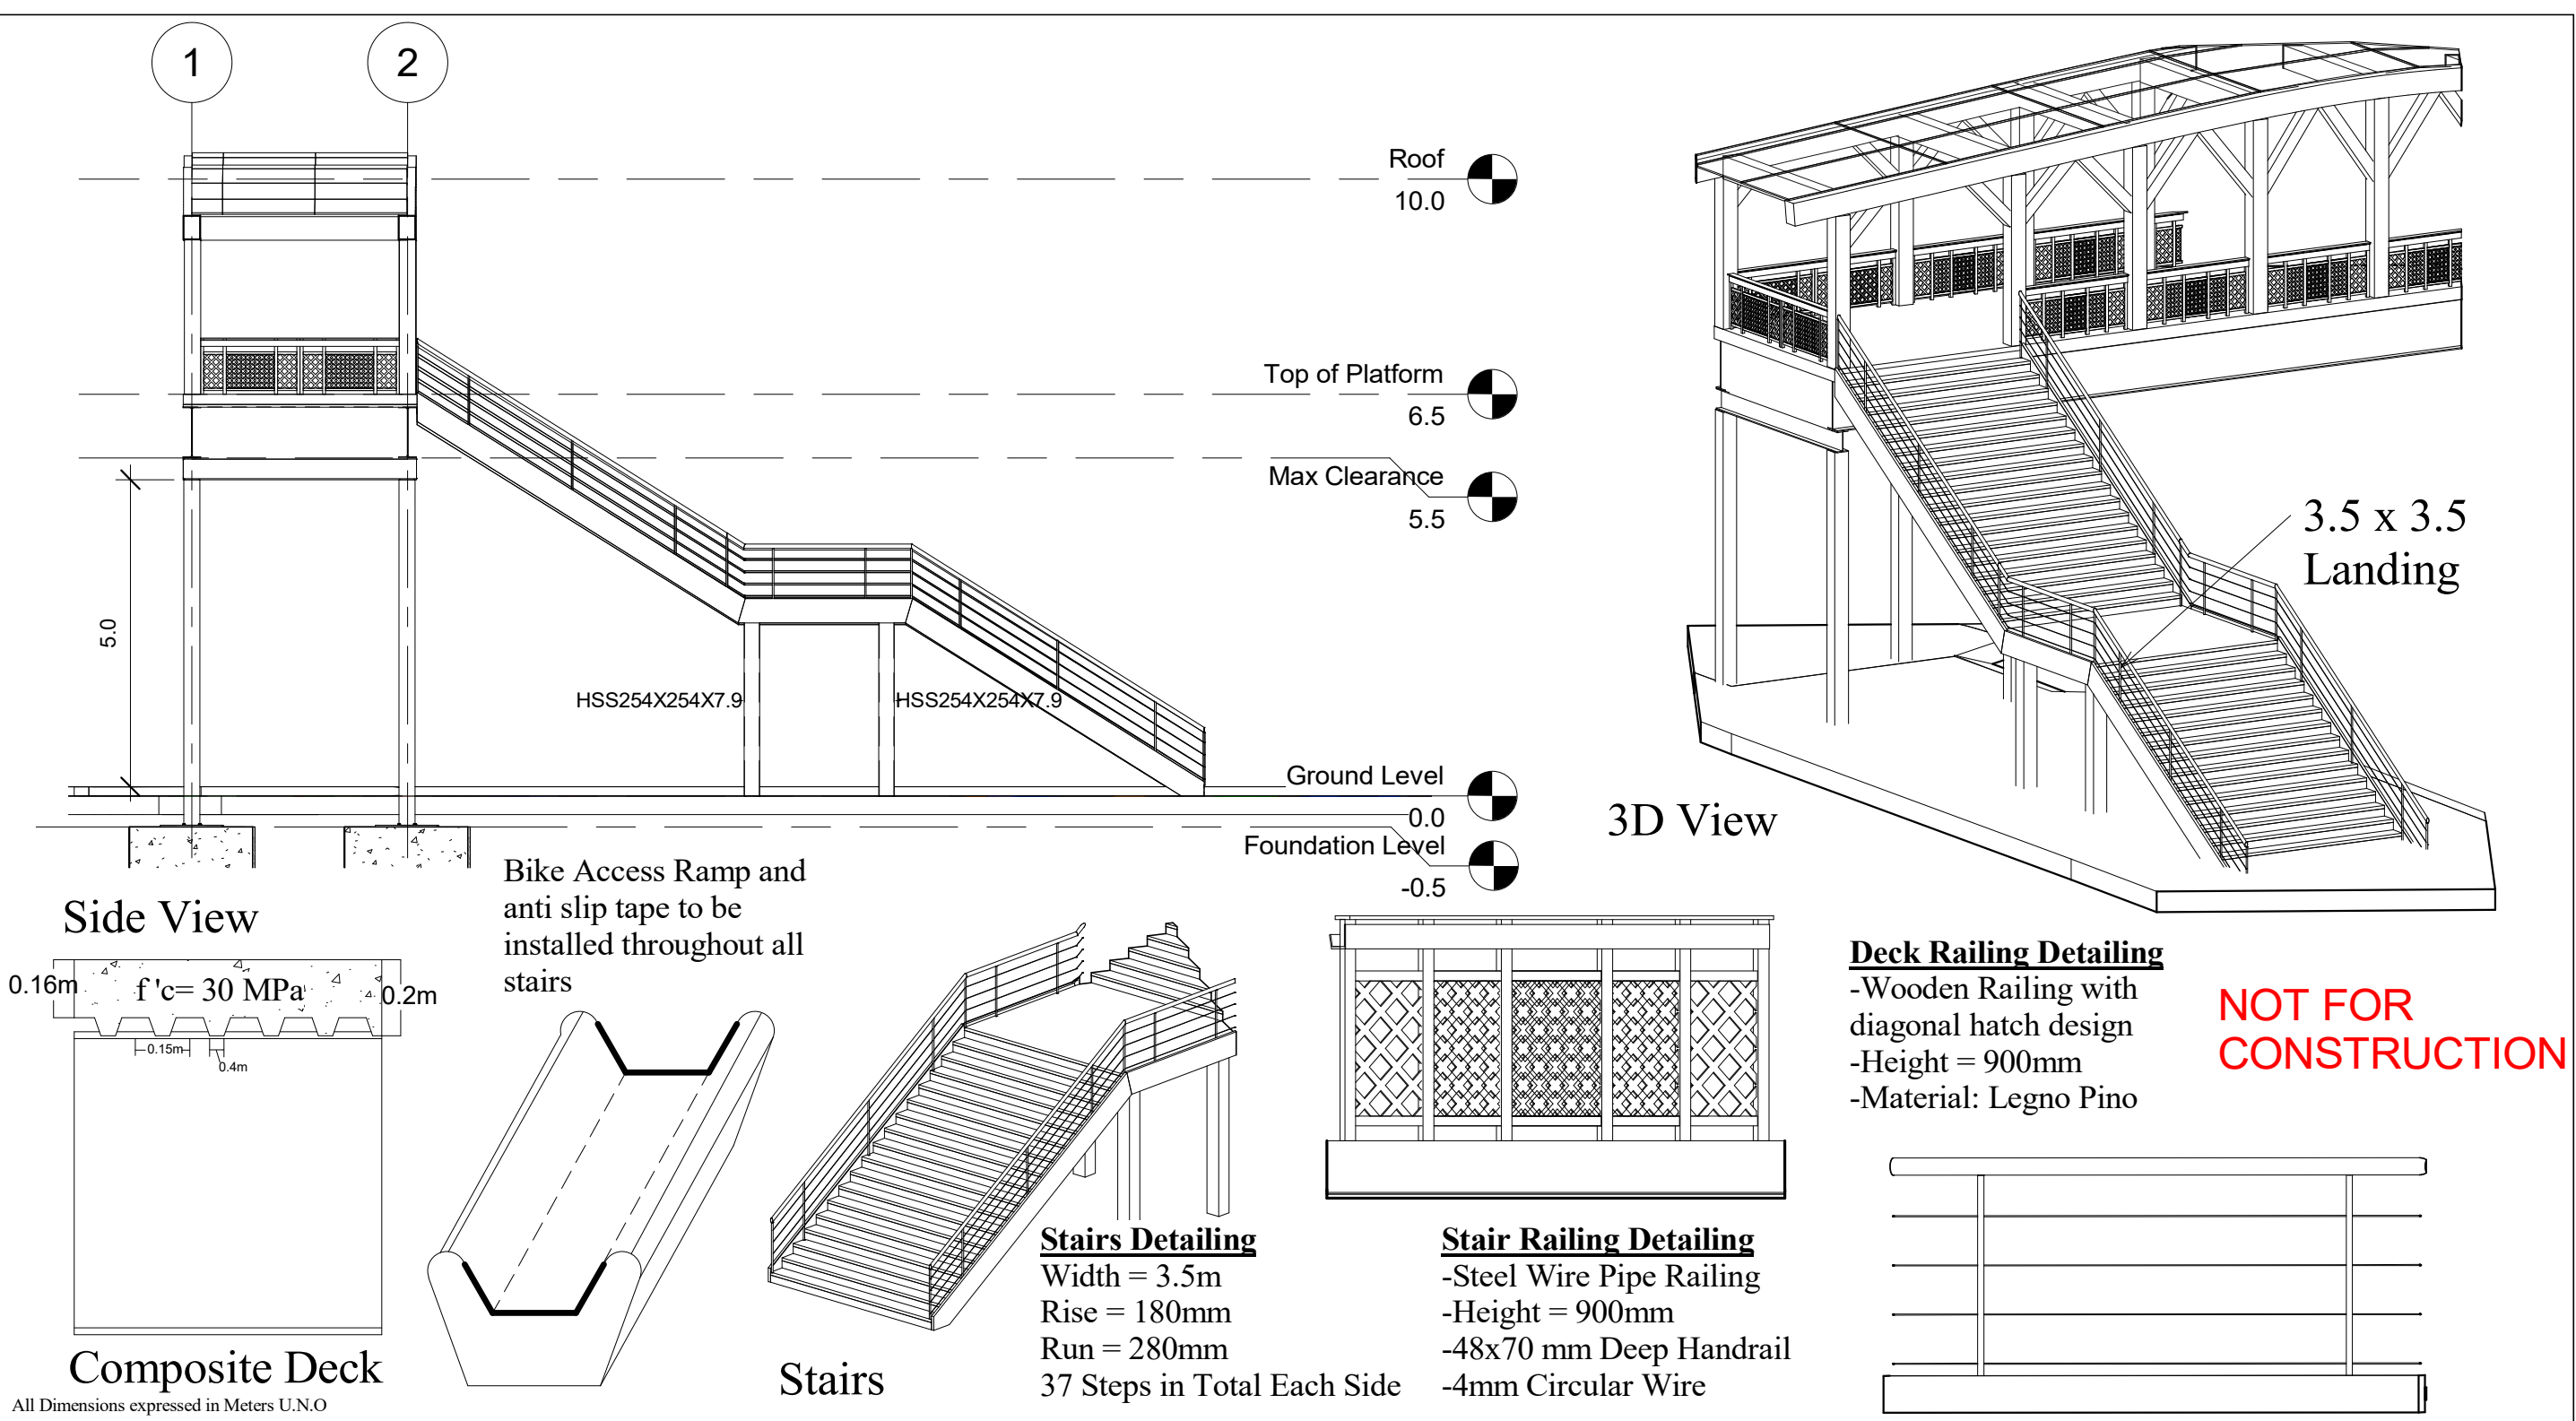 1
2
Roof
10.0
Top of Platform
6.5
Max Clearance
5.5
5.0
HSS254X254X7.9
HSS254X254X7.9
Ground Level
0.0
Foundation Level
-0.5
Side View
3D View
3.5 x 3.5
Landing
Bike Access Ramp and
anti slip tape to be
installed throughout all
stairs
0.16m
f 'c= 30 MPa
0.2m
0.15m
0.4m
Composite Deck
All Dimensions expressed in Meters U.N.O
Stairs
Stairs Detailing
Width = 3.5m
Rise = 180mm
Run = 280mm
37 Steps in Total Each Side
Stair Railing Detailing
-Steel Wire Pipe Railing
-Height = 900mm
-48x70 mm Deep Handrail
-4mm Circular Wire
Deck Railing Detailing
-Wooden Railing with
diagonal hatch design
-Height = 900mm
-Material: Legno Pino
NOT FOR
CONSTRUCTION